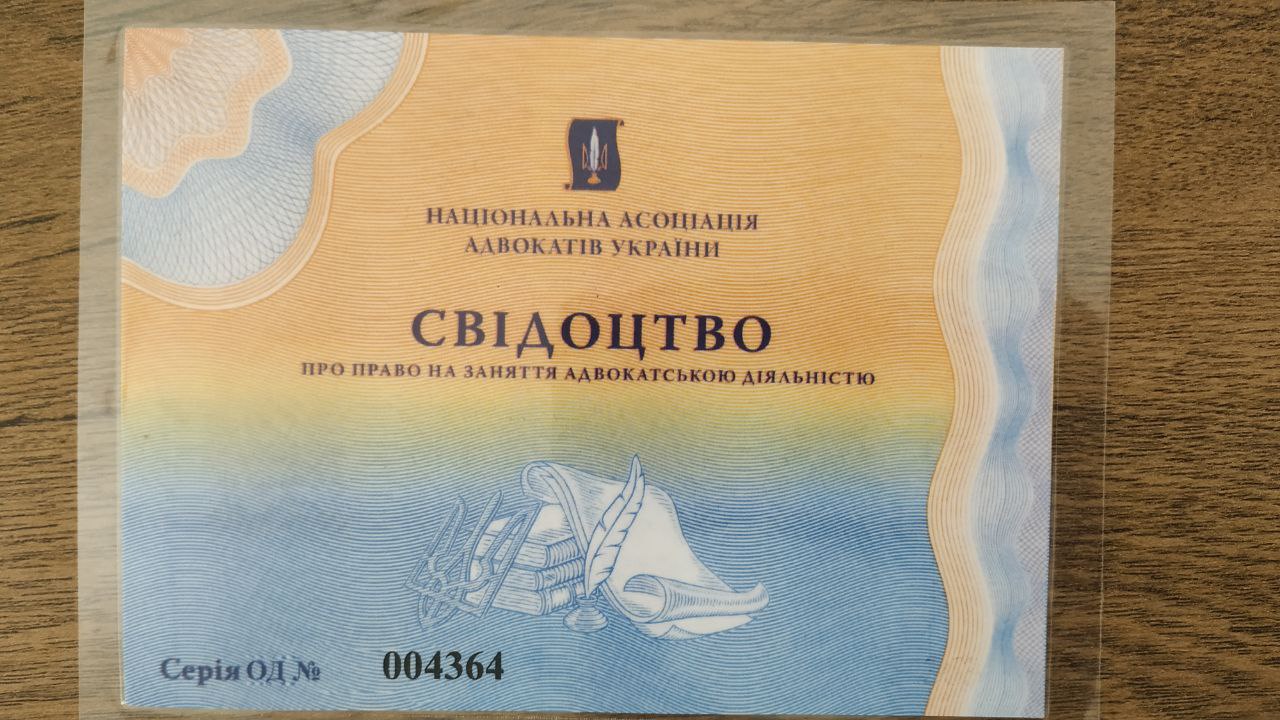 НАЦІОНАЛЬНА АСОЦІАЦІЯ
АДВОКАТІВ УКРАЇНИ
СВІДОЦТВО
ПРО ПРАВО НА ЗАНЯТТЯ АДВОКАТСЬКОЮ ДІЯЛЬНІСТЮ
Серія ОД № 004364